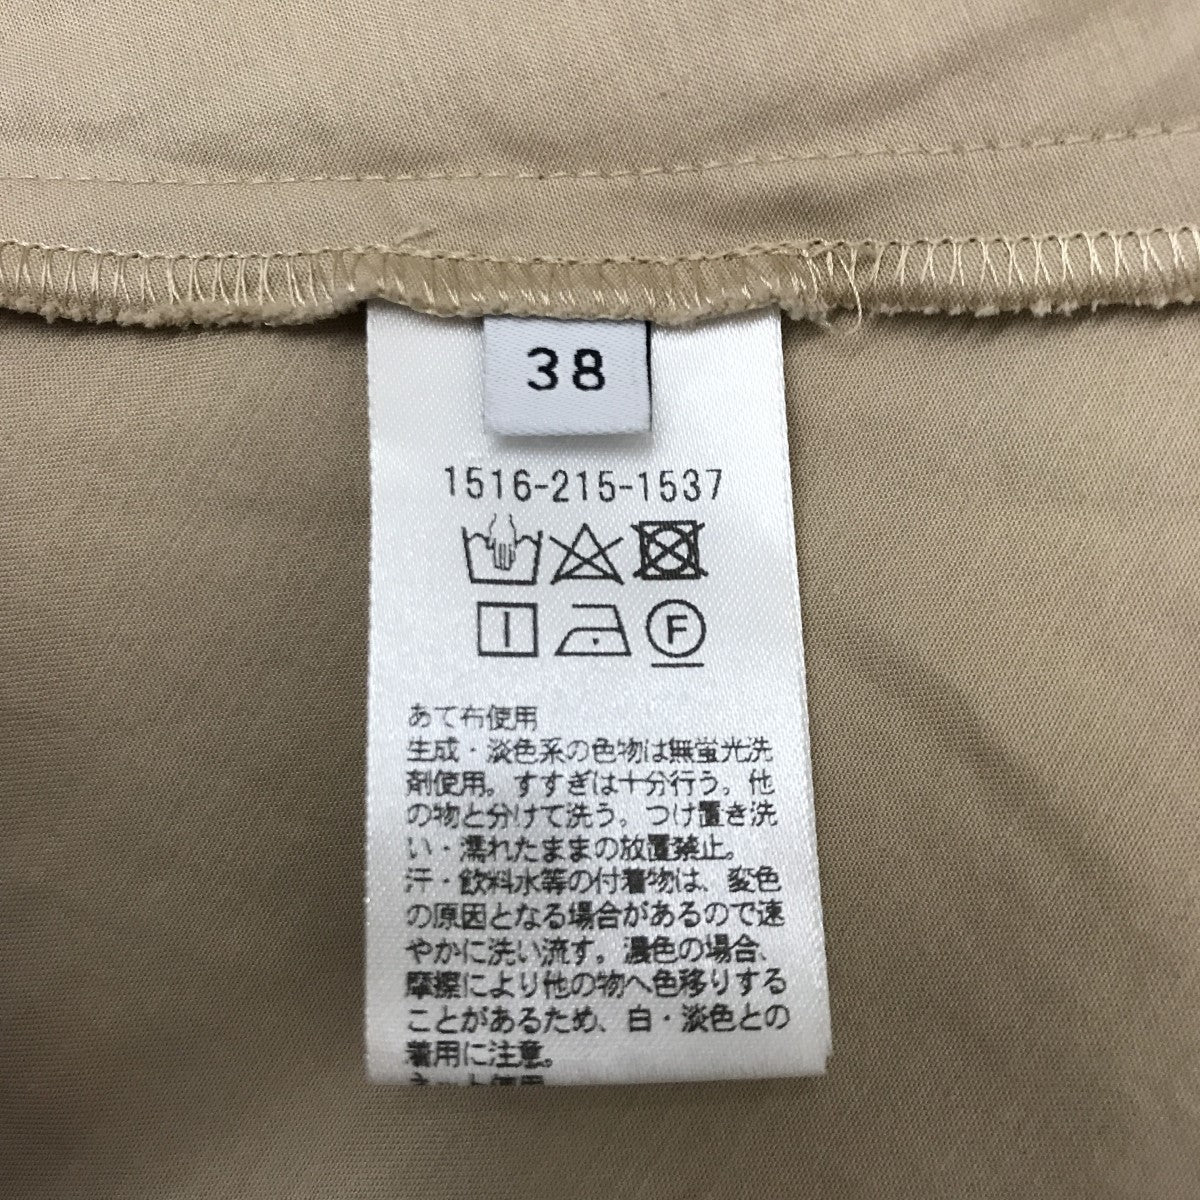 38
1516-215-1537
F
あて布使用
生成・淡色系の色物は無蛍光洗
剤使用。すすぎは十分行う。他
の物と分けて洗う。つけ置き洗
い・濡れたままの放置禁止。
汗・飲料水等の付着物は、変色
の原因となる場合があるので速
やかに洗い流す。濃色の場合、
摩擦により他の物へ色移りする
ことがあるため、白・淡色との
着用に注意。
ネット使用